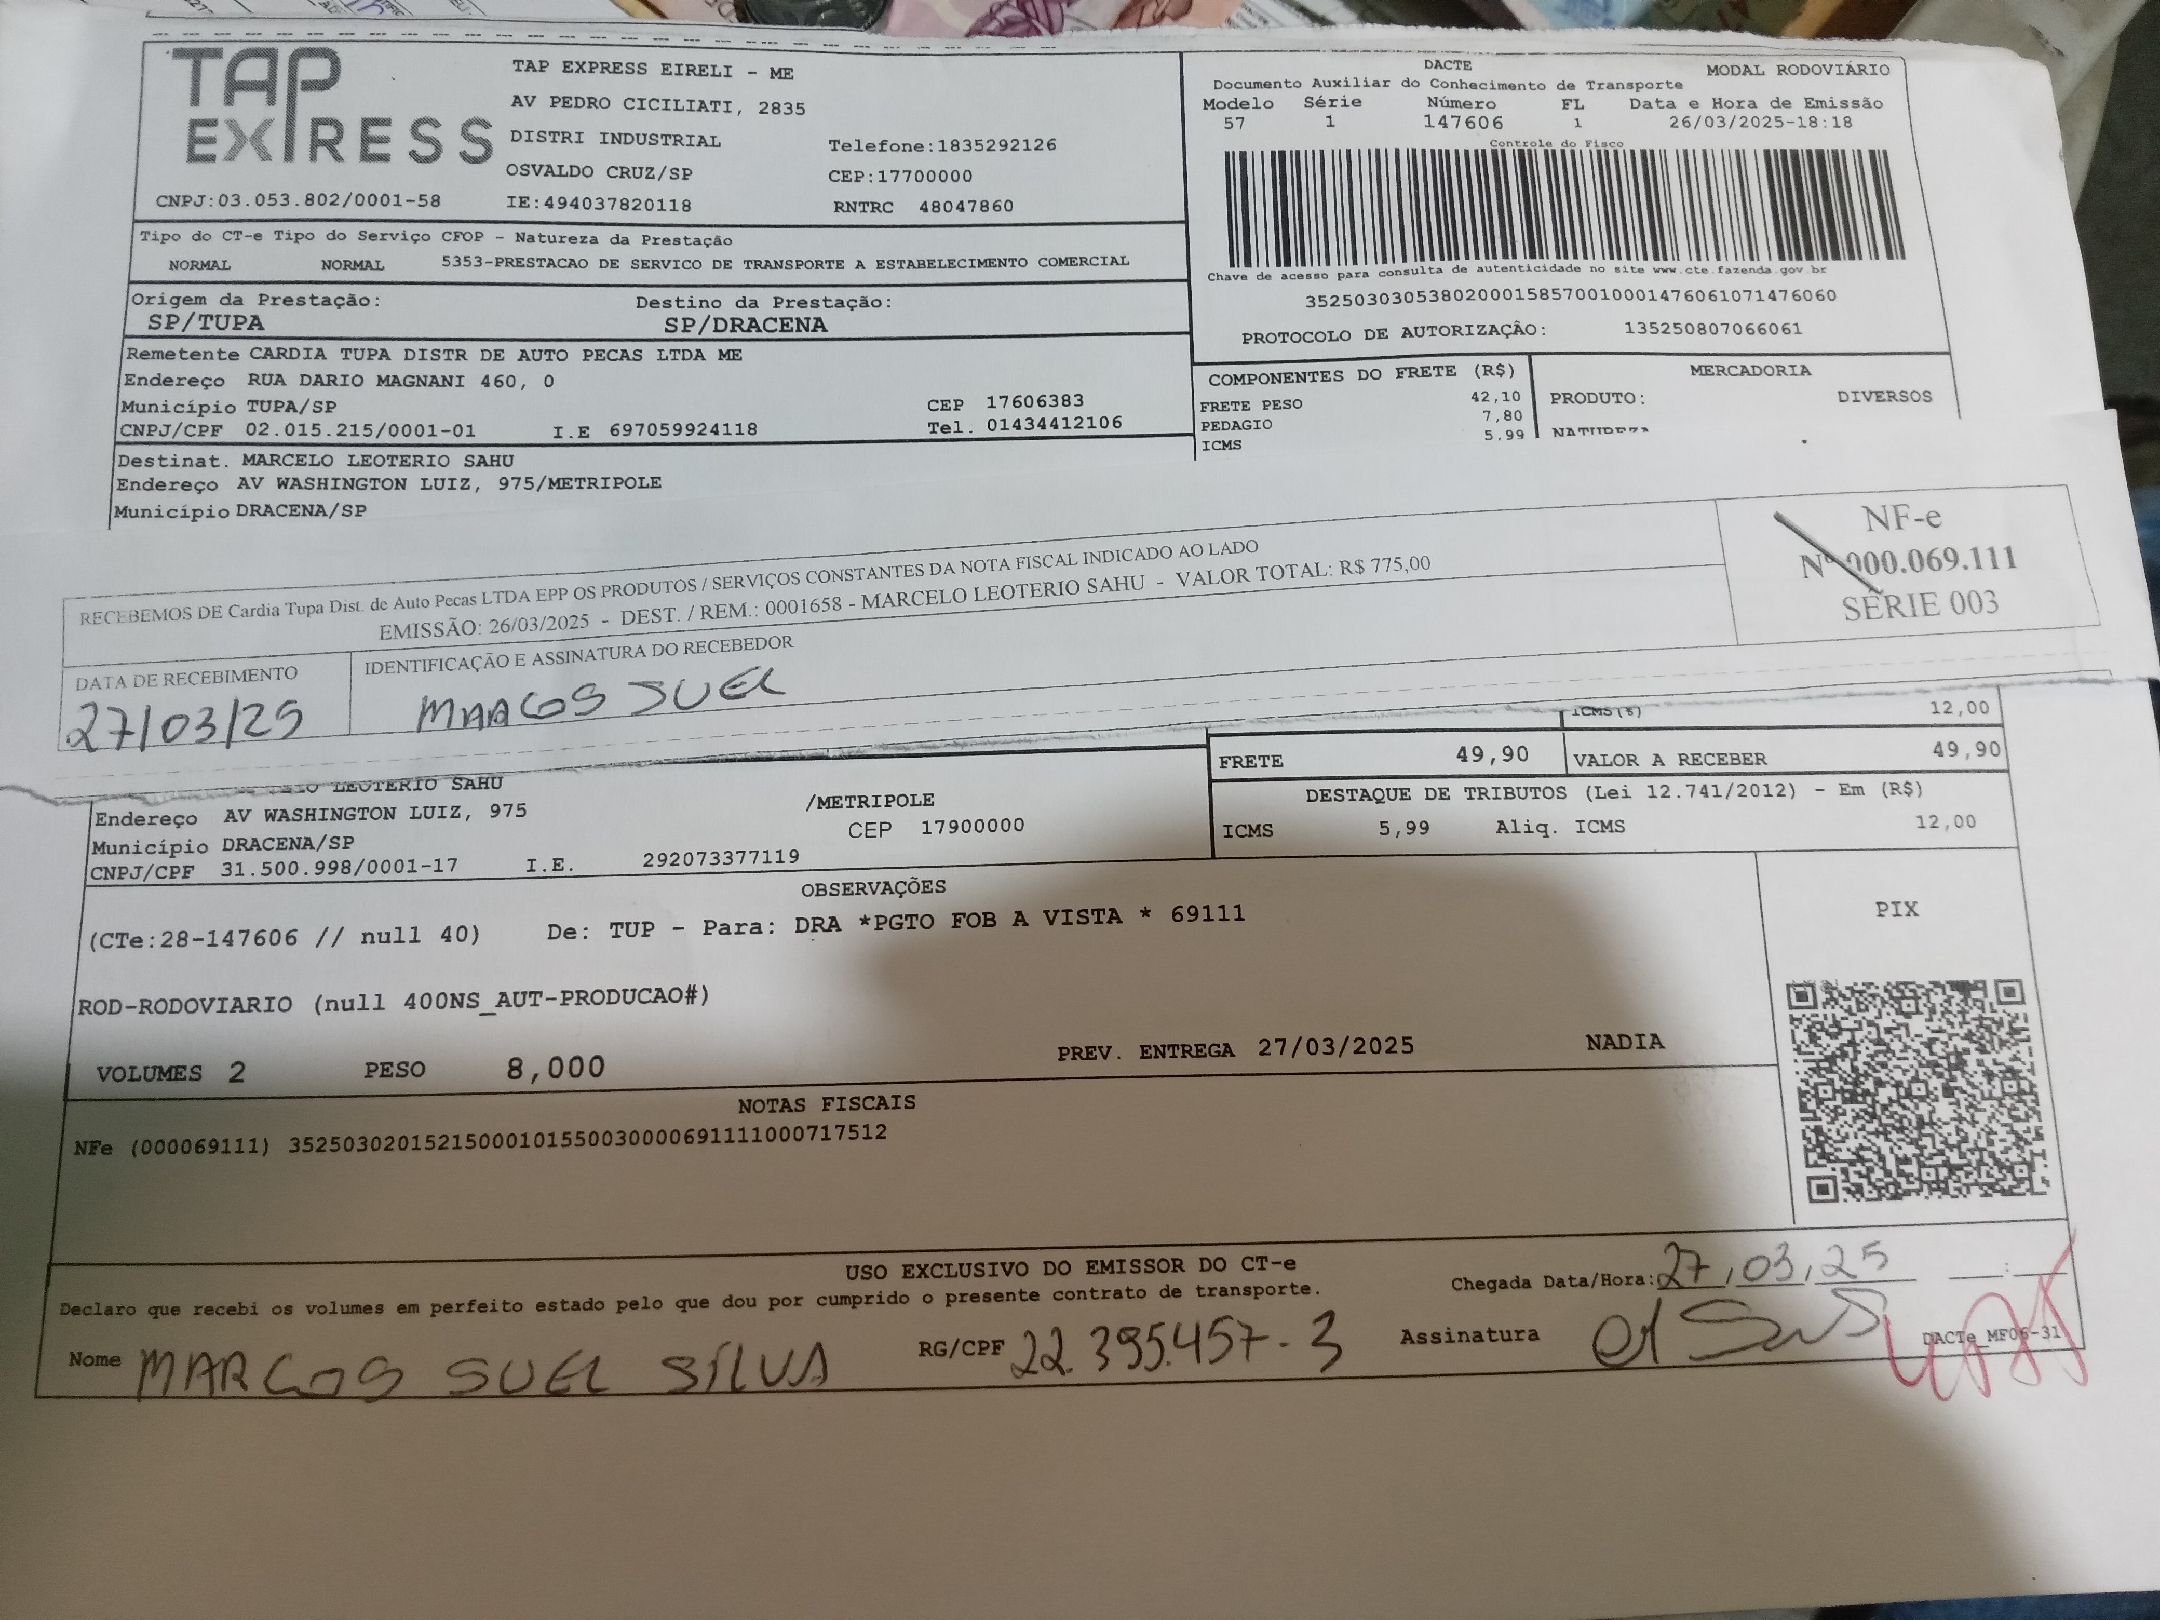 TAP EXPRESS
TAP EXPRESS EIRELI - ME
AV PEDRO CICILIATI, 2835
DISTRI INDUSTRIAL
Telefone:1835292126
OSVALDO CRUZ/SP
CEP:17700000
CNPJ:03.053.802/0001-58
IE:494037820118
RNTRC 48047860
DACTE
MODAL RODOVIÁRIO
Documento Auxiliar do Conhecimento de Transporte
Modelo Série Número FL Data e Hora de Emissão
57 1 147606 1 26/03/2025-18:18
Controle do Fisco
Chave de acesso para consulta de autenticidade no site www.cte.fazenda.gov.br
35250303053802000158570010001476061071476060
PROTOCOLO DE AUTORIZAÇÃO: 135250807066061
Tipo do CT-e Tipo do Serviço CFOP - Natureza da Prestação
NORMAL NORMAL 5353-PRESTACAO DE SERVICO DE TRANSPORTE A ESTABELECIMENTO COMERCIAL
Origem da Prestação: Destino da Prestação:
SP/TUPA SP/DRACENA
Remetente CARDIA TUPA DISTR DE AUTO PECAS LTDA ME
Endereço RUA DARIO MAGNANI 460, 0
Município TUPA/SP CEP 17606383
CNPJ/CPF 02.015.215/0001-01 I.E 697059924118 Tel. 01434412106
COMPONENTES DO FRETE (R$)
FRETE PESO 42,10
PEDAGIO 7,80
ICMS 5,99
MERCADORIA
PRODUTO: DIVERSOS
Destinat. MARCELO LEOTERIO SAHU
Endereço AV WASHINGTON LUIZ, 975/METRIPOLE
Município DRACENA/SP
RECEBEMOS DE Cardia Tupa Dist. de Auto Pecas LTDA EPP OS PRODUTOS / SERVIÇOS CONSTANTES DA NOTA FISCAL INDICADO AO LADO
EMISSÃO: 26/03/2025 - DEST. / REM.: 0001658 - MARCELO LEOTERIO SAHU - VALOR TOTAL: R$ 775,00
NF-e
Nº 000.069.111
SÉRIE 003
DATA DE RECEBIMENTO
27/03/25
IDENTIFICAÇÃO E ASSINATURA DO RECEBEDOR
MARCOS SUEL
12,00
FRETE 49,90 VALOR A RECEBER 49,90
DESTAQUE DE TRIBUTOS (Lei 12.741/2012) - Em (R$)
ICMS 5,99 Aliq. ICMS 12,00
LEOTERIO SAHU
Endereço AV WASHINGTON LUIZ, 975 /METRIPOLE
Município DRACENA/SP CEP 17900000
CNPJ/CPF 31.500.998/0001-17 I.E. 292073377119
OBSERVAÇÕES
(CTe:28-147606 // null 40) De: TUP - Para: DRA *PGTO FOB A VISTA * 69111
ROD-RODOVIARIO (null 400NS_AUT-PRODUCAO#)
VOLUMES 2 PESO 8,000 PREV. ENTREGA 27/03/2025 NADIA
PIX
NOTAS FISCAIS
NFe (000069111) 35250302015215000101550030000691111000717512
USO EXCLUSIVO DO EMISSOR DO CT-e
Declaro que recebi os volumes em perfeito estado pelo que dou por cumprido o presente contrato de transporte.
Chegada Data/Hora: 27,03,25
Nome MARCOS SUEL SILVA RG/CPF 22.395.457-3 Assinatura
DACTe_MF06-31